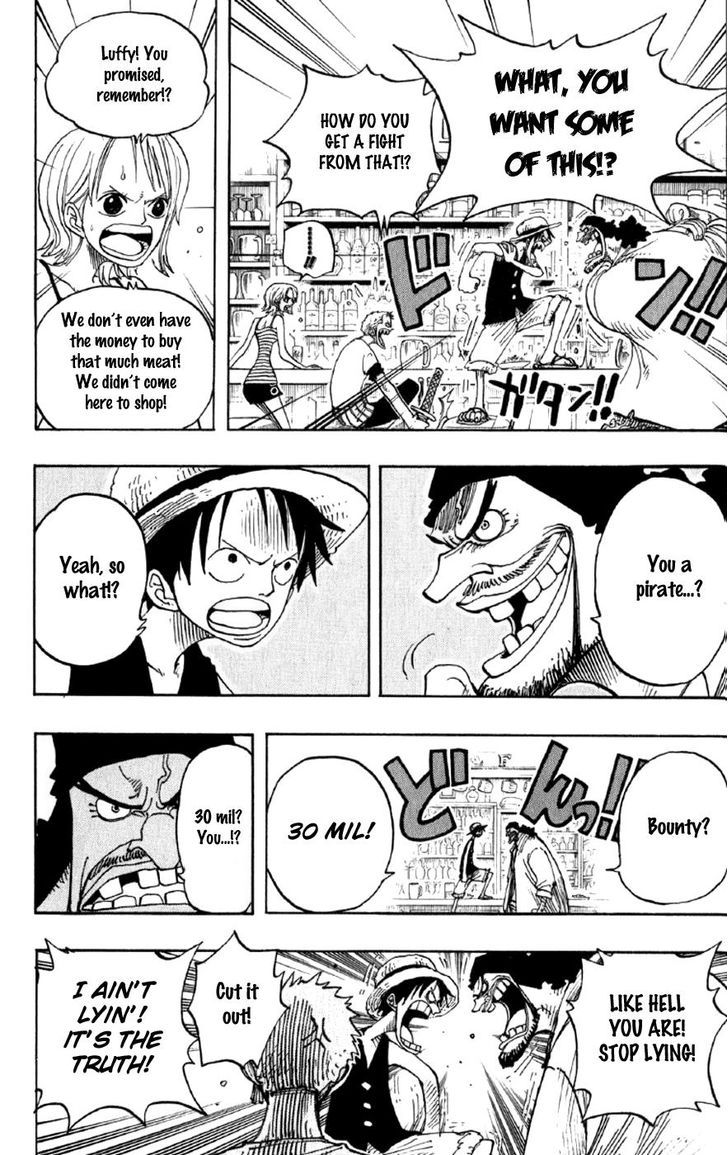 WHAT, YOU
WANT SOME
OF THIS!?
HOW DO YOU
GET A FIGHT
FROM THAT!?
………!!
ドン!!
ガタン!!
Luffy! You
promised,
remember!?
We don't even have
the money to buy
that much meat!
We didn't come
here to shop!
You a
pirate...?
Yeah, so
what!?
Bounty?
どんっ!!
30 MIL!
30 mil?
You...!?
LIKE HELL
YOU ARE!
STOP LYING!
Cut it
out!
I AIN'T
LYIN'!
IT'S THE
TRUTH!